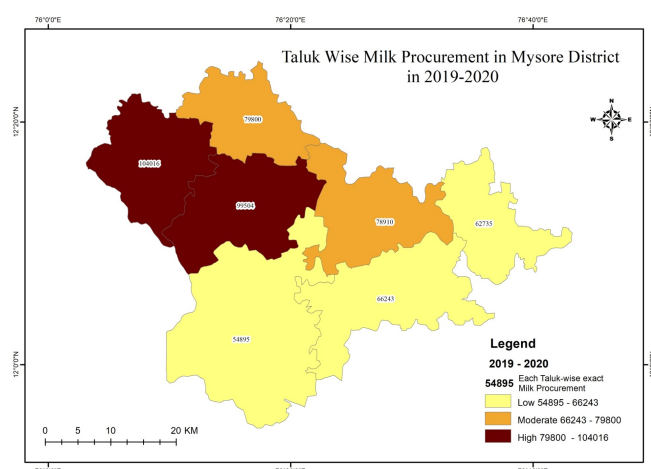 76°0'0"E 76°20'0"E 76°40'0"E
Taluk Wise Milk Procurement in Mysore District
in 2019-2020
12°20'0"N
N
W E
S
79800
104016
99504
78910
62735
66243
54895
12°0'0"N
Legend
2019 - 2020
54895 Each Taluk-wise exact
Milk Procurement
Low 54895 - 66243
Moderate 66243 - 79800
High 79800 - 104016
0 5 10 20 KM